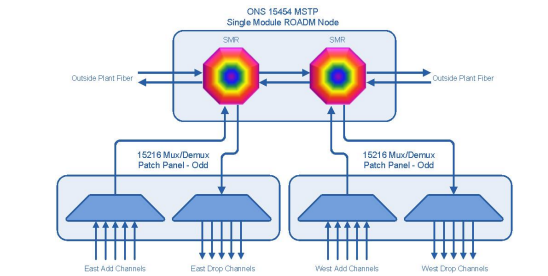 ONS 15454 MSTP
Single Module ROADM Node
SMR
SMR
Outside Plant Fiber
Outside Plant Fiber
15216 Mux/Demux
Patch Panel - Odd
15216 Mux/Demux
Patch Panel - Odd
East Add Channels
East Drop Channels
West Add Channels
West Drop Channels